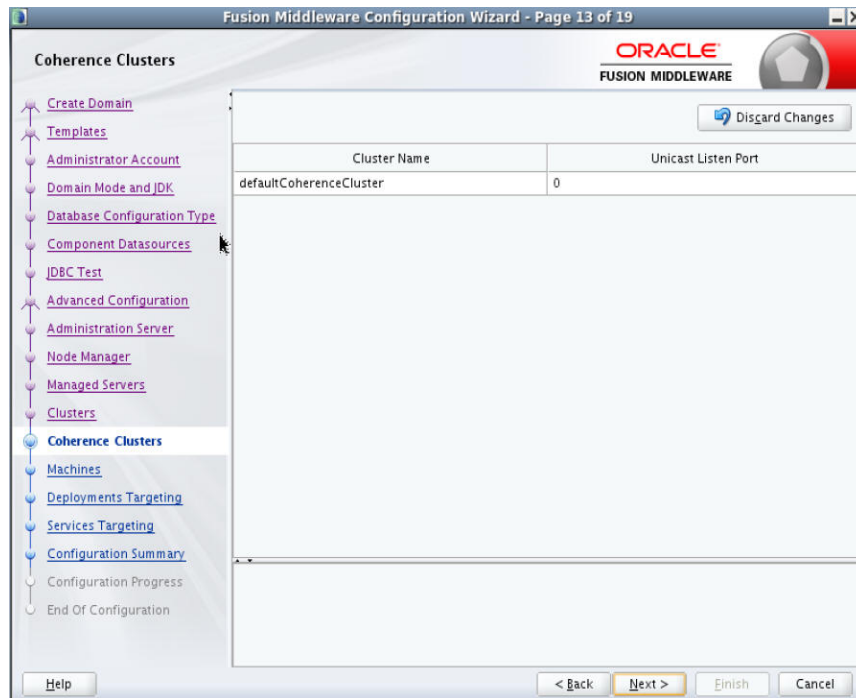 Fusion Middleware Configuration Wizard - Page 13 of 19
Coherence Clusters
ORACLE
FUSION MIDDLEWARE
Create Domain
Templates
Administrator Account
Domain Mode and JDK
Database Configuration Type
Component Datasources
JDBC Test
Advanced Configuration
Administration Server
Node Manager
Managed Servers
Clusters
Coherence Clusters
Machines
Deployments Targeting
Services Targeting
Configuration Summary
Configuration Progress
End Of Configuration
Discard Changes
Cluster Name Unicast Listen Port
defaultCoherenceCluster 0
Help < Back Next > Finish Cancel